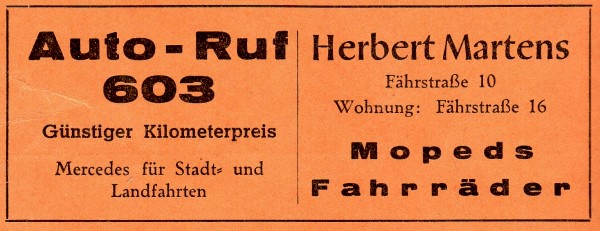 Auto-Ruf
603
Günstiger Kilometerpreis
Mercedes für Stadt- und
Landfahrten
Herbert Martens
Fährstraße 10
Wohnung: Fährstraße 16
Mopeds
Fahrräder